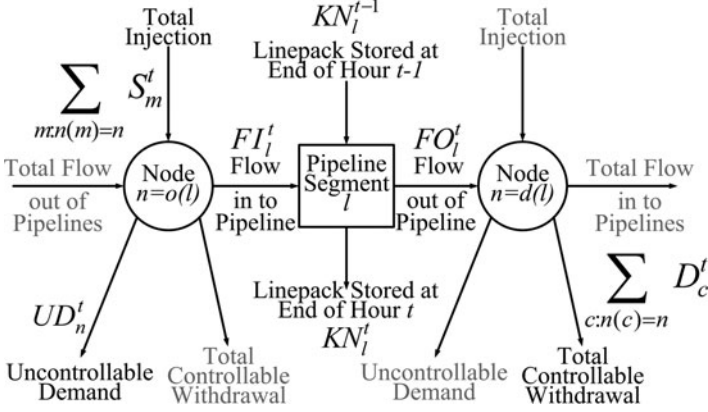 Total
Injection
∑ S_m^t
m:n(m)=n
Total Flow
out of
Pipelines
Node
n=o(l)
UD_n^t
Uncontrollable
Demand
Total
Controllable
Withdrawal
FI_l^t
Flow
in to
Pipeline
KN_l^{t-1}
Linepack Stored at
End of Hour t-1
Pipeline
Segment
l
Linepack Stored at
End of Hour t
KN_l^t
FO_l^t
Flow
out of
Pipeline
Total
Injection
Node
n=d(l)
Total Flow
in to
Pipelines
Uncontrollable
Demand
∑ D_c^t
c:n(c)=n
Total
Controllable
Withdrawal